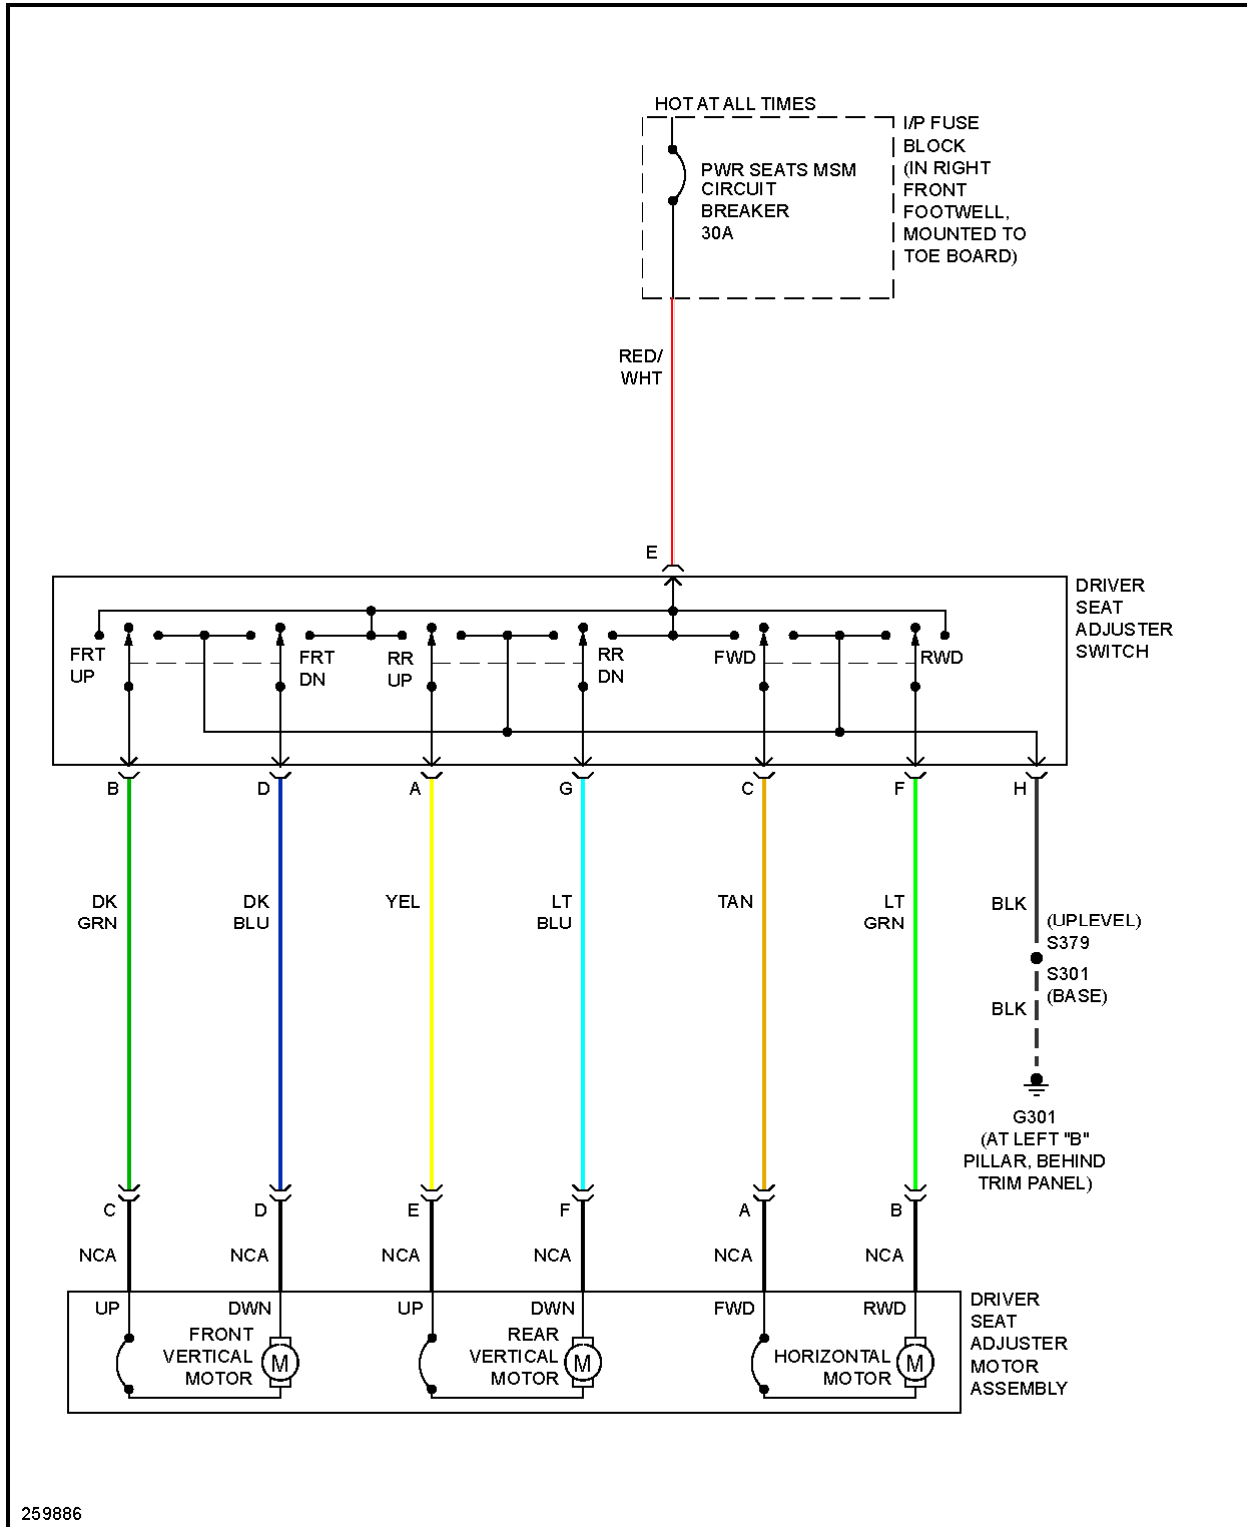 HOT AT ALL TIMES
I/P FUSE
BLOCK
(IN RIGHT
FRONT
FOOTWELL,
MOUNTED TO
TOE BOARD)
PWR SEATS MSM
CIRCUIT
BREAKER
30A
RED/
WHT
E
DRIVER
SEAT
ADJUSTER
SWITCH
FRT
UP
FRT
DN
RR
UP
RR
DN
FWD
RWD
B
D
A
G
C
F
H
DK
GRN
DK
BLU
YEL
LT
BLU
TAN
LT
GRN
BLK
(UPLEVEL)
S379
S301
(BASE)
BLK
G301
(AT LEFT "B"
PILLAR, BEHIND
TRIM PANEL)
C
D
E
F
A
B
NCA
NCA
NCA
NCA
NCA
NCA
UP
DWN
UP
DWN
FWD
RWD
FRONT
VERTICAL
MOTOR
M
REAR
VERTICAL
MOTOR
M
HORIZONTAL
MOTOR
M
DRIVER
SEAT
ADJUSTER
MOTOR
ASSEMBLY
259886